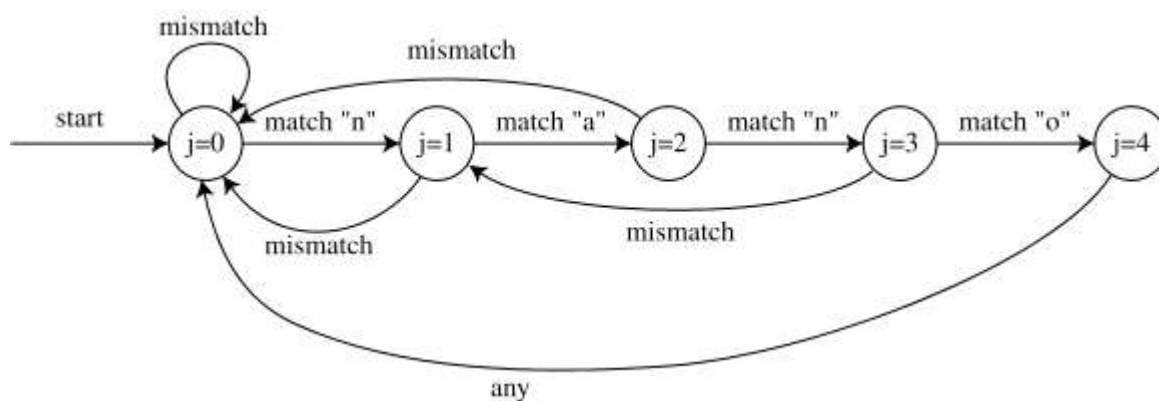 mismatch
mismatch
start
match "n"
match "a"
match "n"
match "o"
j=0
j=1
j=2
j=3
j=4
mismatch
mismatch
any